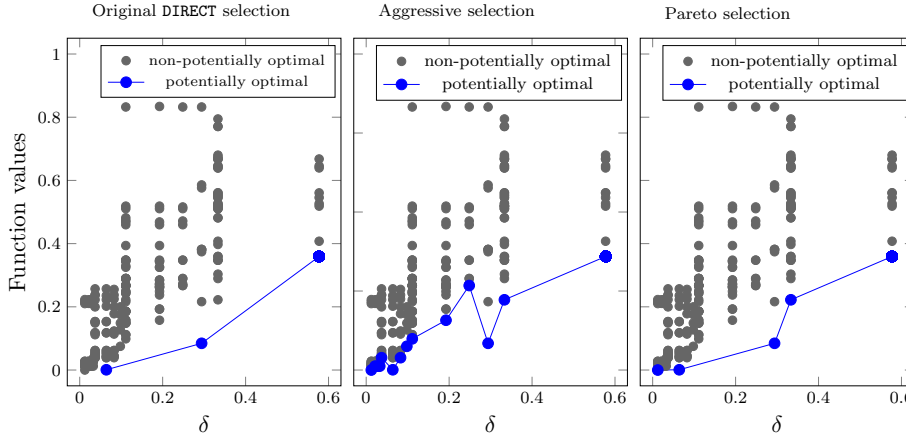 Original DIRECT selection
Aggressive selection
Pareto selection
non-potentially optimal
potentially optimal
non-potentially optimal
potentially optimal
non-potentially optimal
potentially optimal
Function values
1
0.8
0.6
0.4
0.2
0
0 0.2 0.4 0.6
0 0.2 0.4 0.6
0 0.2 0.4 0.6
δ
δ
δ